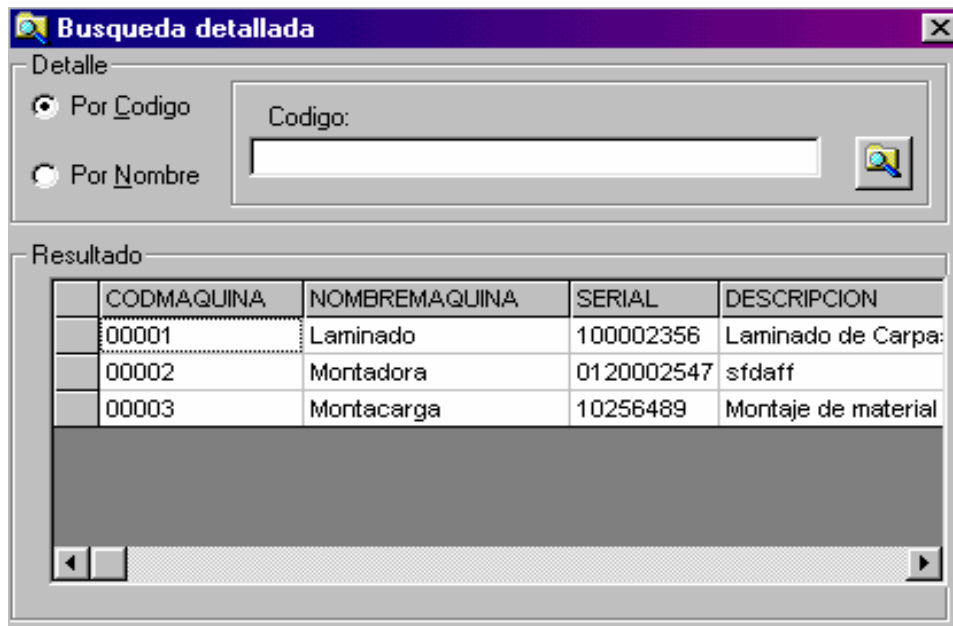 Busqueda detallada
Detalle
Por Codigo
Codigo:
Por Nombre
Resultado
CODMAQUINA NOMBREMAQUINA SERIAL DESCRIPCION
00001 Laminado 100002356 Laminado de Carpas
00002 Montadora 0120002547 sfdaff
00003 Montacarga 10256489 Montaje de material